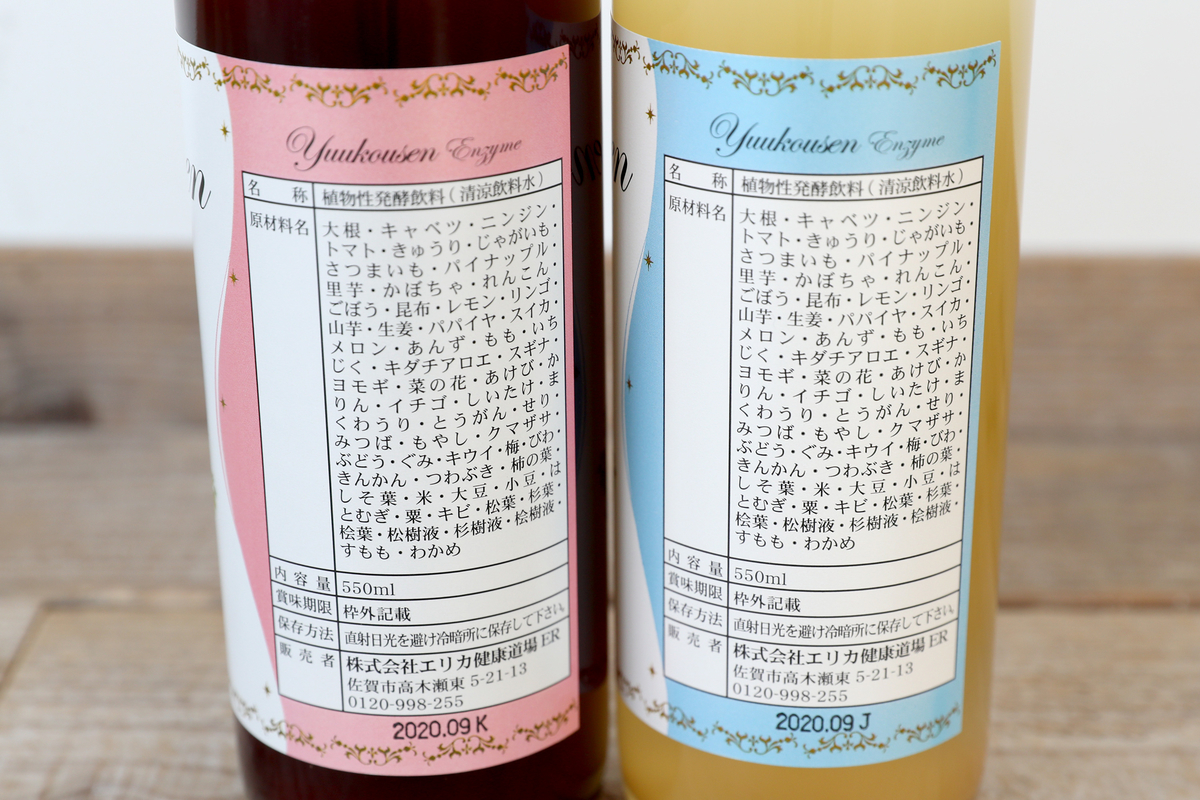 Yuukousen Enzyme
名称 植物性発酵飲料(清涼飲料水)
原材料名 大根・キャベツ・ニンジン・
トマト・きゅうり・じゃがいも・
さつまいも・パイナップル・
里芋・かぼちゃ・れんこん・
ごぼう・昆布・レモン・リンゴ・
山芋・生姜・パパイヤ・スイカ・
メロン・あんず・もも・いち
じく・キダチアロエ・スギナ・
ヨモギ・菜の花・あけび・か
りん・イチゴ・しいたけ・ま
くわうり・とうがん・せり・
みつば・もやし・クマザサ・
ぶどう・ぐみ・キウイ・梅・びわ・
きんかん・つわぶき・柿の葉・
しそ葉・米・大豆・小豆・は
とむぎ・粟・キビ・松葉・杉葉・
桧葉・松樹液・杉樹液・桧樹液・
すもも・わかめ
内容量 550ml
賞味期限 枠外記載
保存方法 直射日光を避け冷暗所に保存して下さい。
販売者 株式会社エリカ健康道場 ER
佐賀市高木瀬東 5-21-13
0120-998-255
2020.09 K
Yuukousen Enzyme
名称 植物性発酵飲料(清涼飲料水)
原材料名 大根・キャベツ・ニンジン・
トマト・きゅうり・じゃがいも・
さつまいも・パイナップル・
里芋・かぼちゃ・れんこん・
ごぼう・昆布・レモン・リンゴ・
山芋・生姜・パパイヤ・スイカ・
メロン・あんず・もも・いち
じく・キダチアロエ・スギナ・
ヨモギ・菜の花・あけび・か
りん・イチゴ・しいたけ・ま
くわうり・とうがん・せり・
みつば・もやし・クマザサ・
ぶどう・ぐみ・キウイ・梅・びわ・
きんかん・つわぶき・柿の葉・
しそ葉・米・大豆・小豆・は
とむぎ・粟・キビ・松葉・杉葉・
桧葉・松樹液・杉樹液・桧樹液・
すもも・わかめ
内容量 550ml
賞味期限 枠外記載
保存方法 直射日光を避け冷暗所に保存して下さい。
販売者 株式会社エリカ健康道場 ER
佐賀市高木瀬東 5-21-13
0120-998-255
2020.09 J